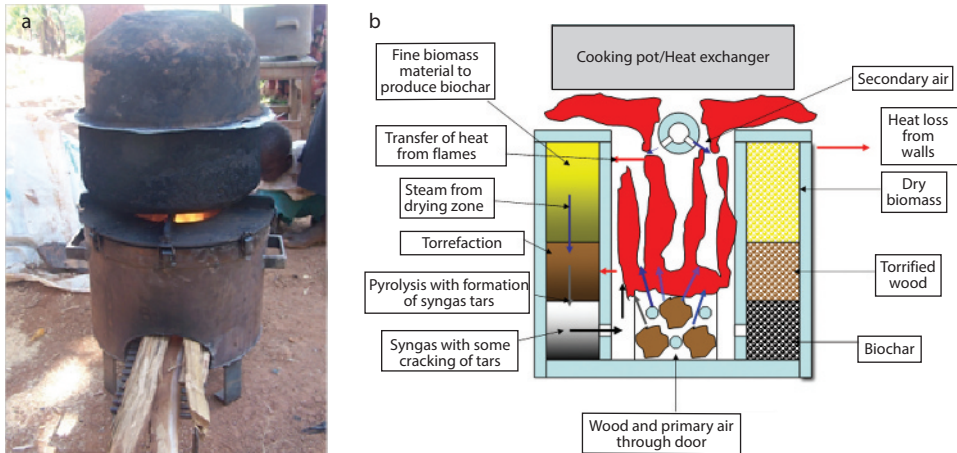 a
b
Cooking pot/Heat exchanger
Fine biomass
material to
produce biochar
Transfer of heat
from flames
Steam from
drying zone
Torrefaction
Pyrolysis with formation
of syngas tars
Syngas with some
cracking of tars
Secondary air
Heat loss
from
walls
Dry
biomass
Torrified
wood
Biochar
Wood and primary air
through door